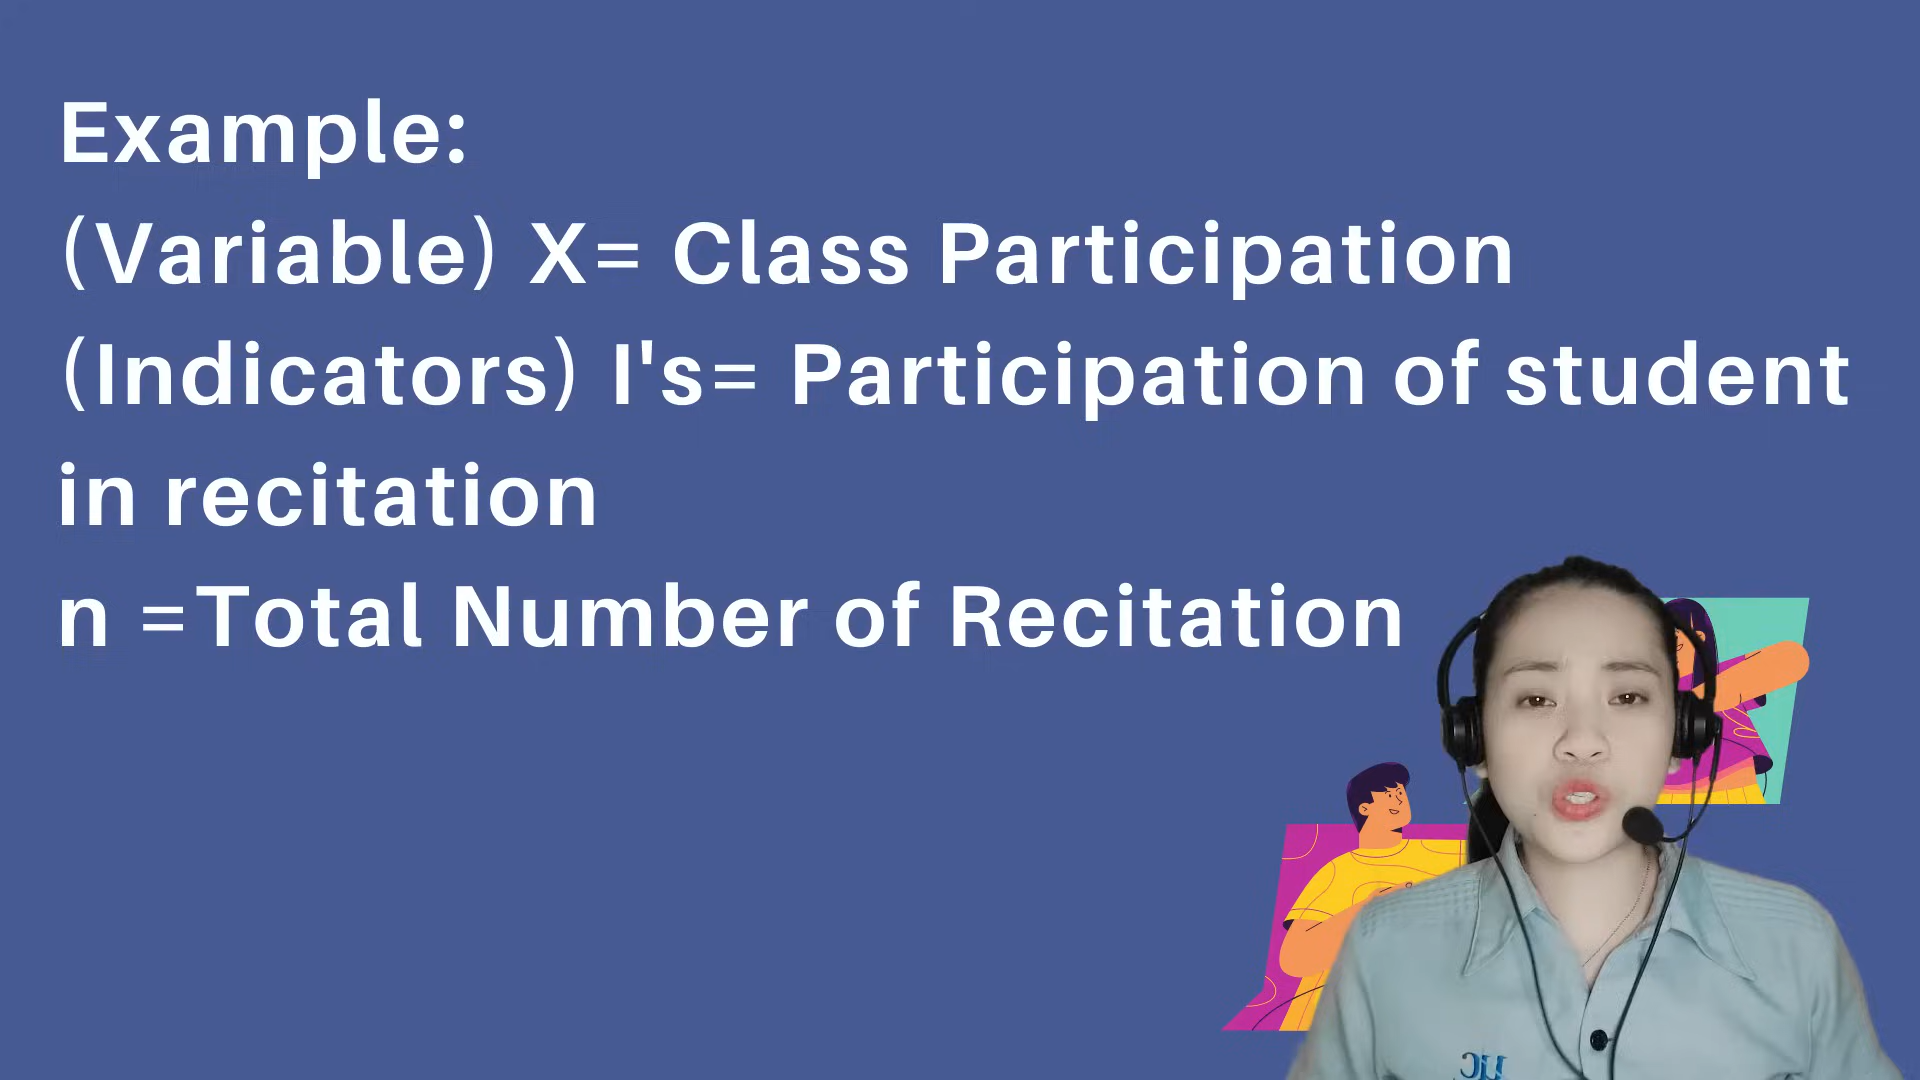 Example:
(Variable) X= Class Participation
(Indicators) I's= Participation of student
in recitation
n =Total Number of Recitation